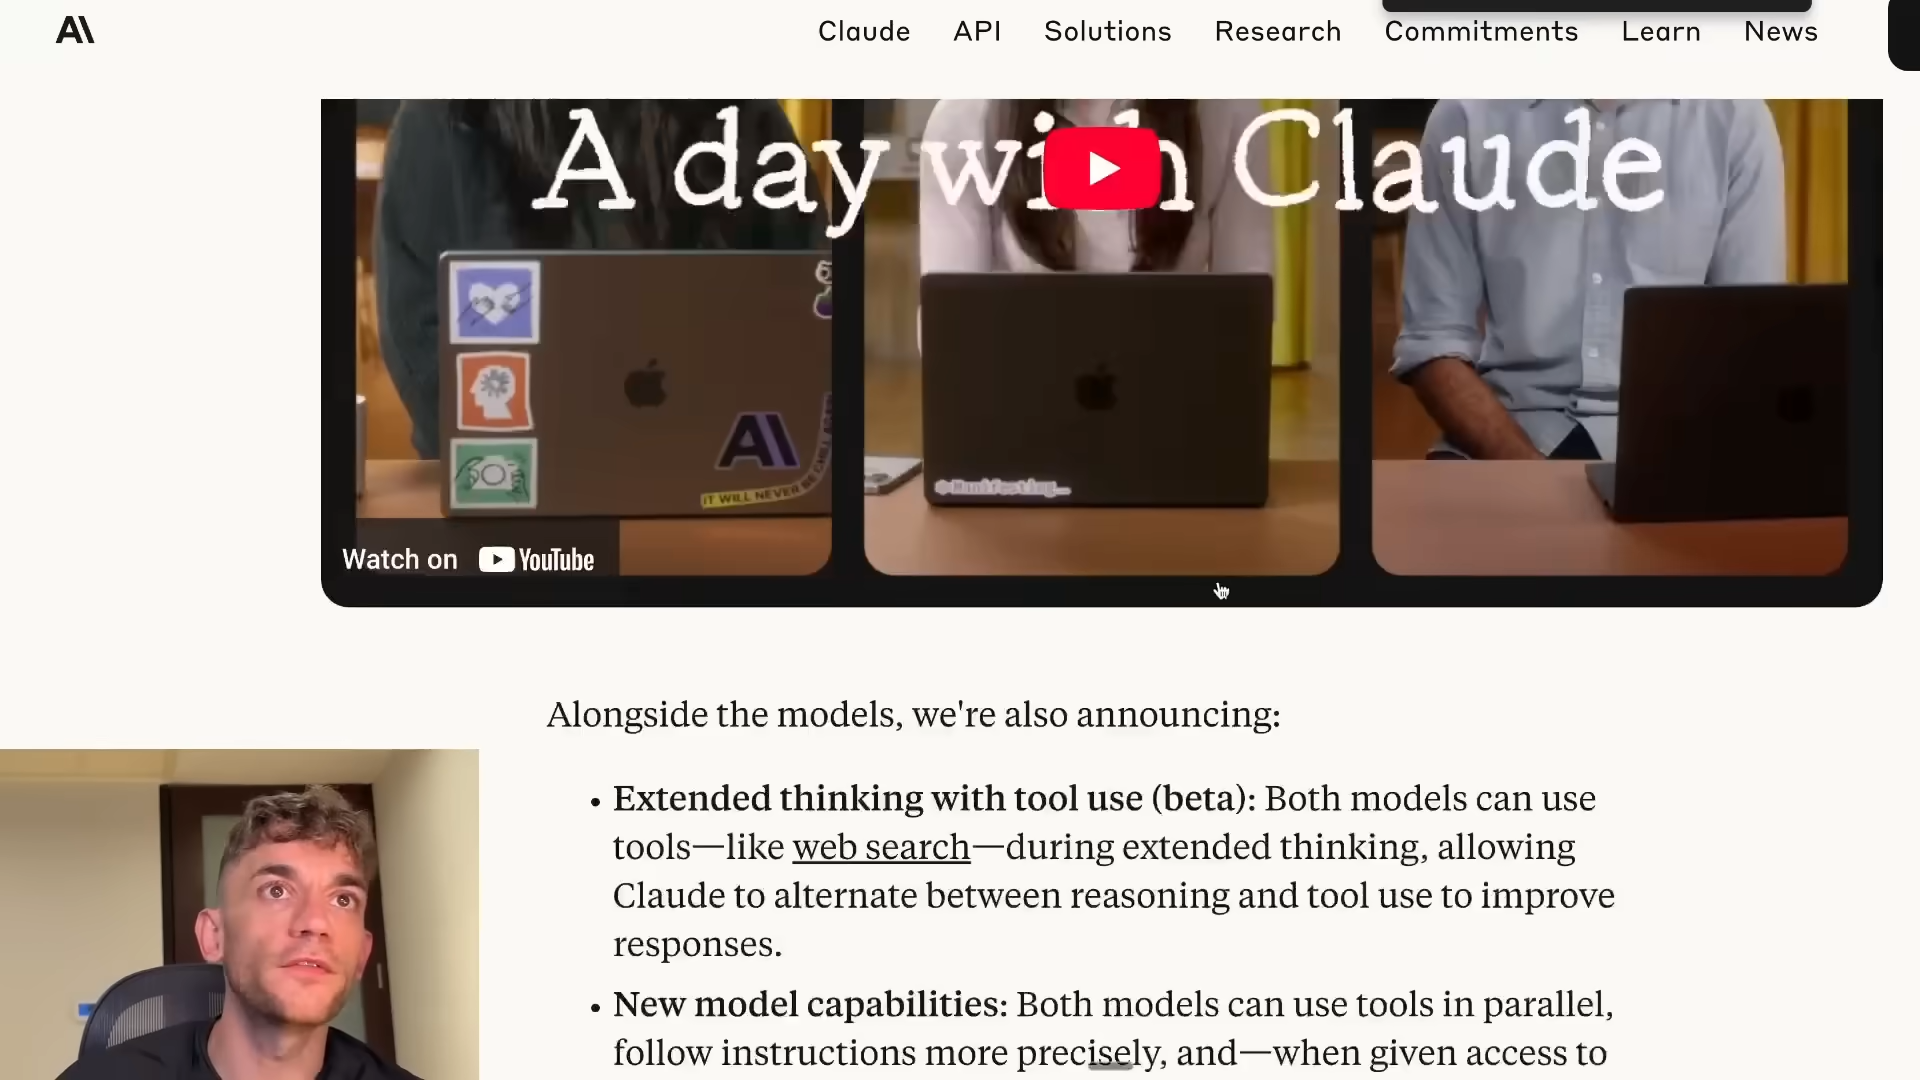 Claude API Solutions Research Commitments Learn News
A day with Claude
IT WILL NEVER BE
Manifesting…
Watch on YouTube
Alongside the models, we're also announcing:
• Extended thinking with tool use (beta): Both models can use
tools—like web search—during extended thinking, allowing
Claude to alternate between reasoning and tool use to improve
responses.
• New model capabilities: Both models can use tools in parallel,
follow instructions more precisely, and—when given access to